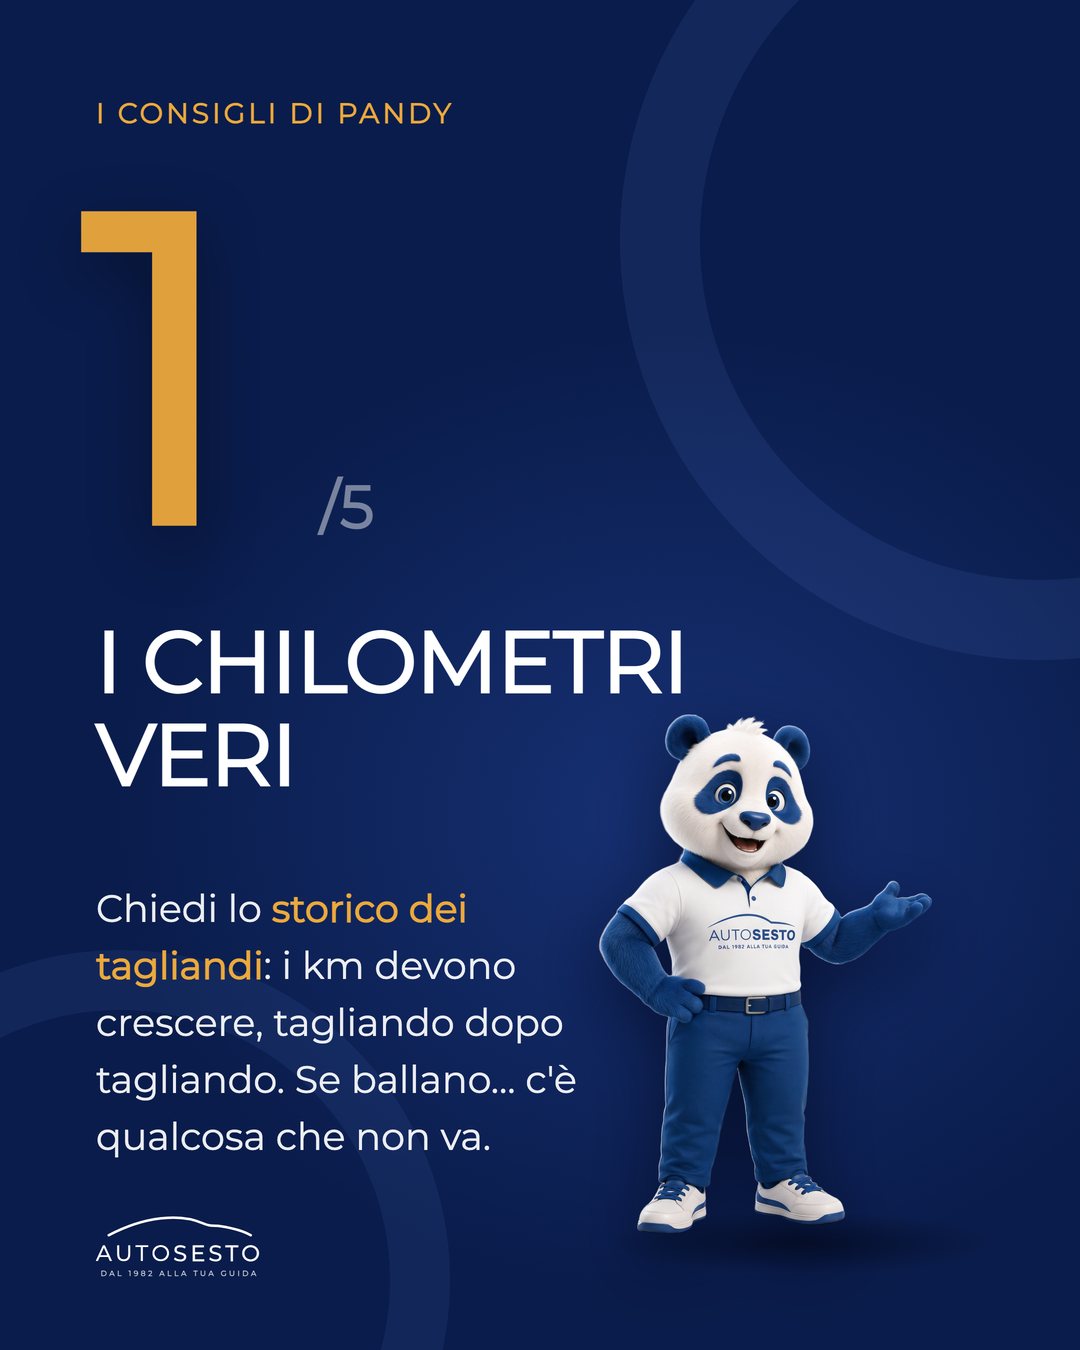 I CONSIGLI DI PANDY
1
/5
I CHILOMETRI
VERI
Chiedi lo storico dei
tagliandi: i km devono
crescere, tagliando dopo
tagliando. Se ballano... c'è
qualcosa che non va.
AUTOSESTO
DAL 1982 ALLA TUA GUIDA
AUTOSESTO
DAL 1982 ALLA TUA GUIDA